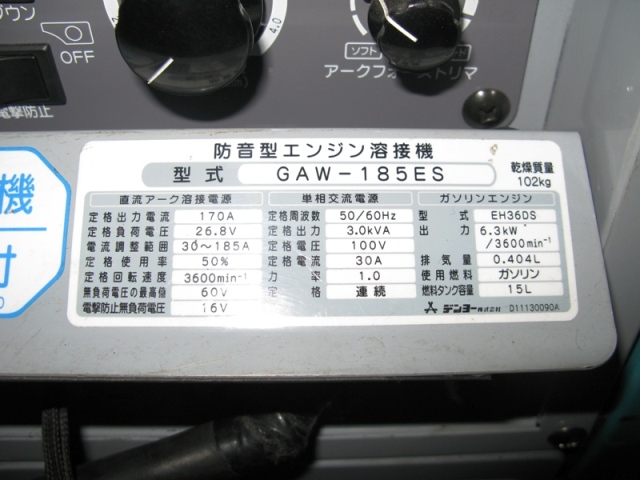 ダウン
OFF
電撃防止
4.0
ソフト
アークフォーストリマ
防音型エンジン溶接機
型式 GAW-185ES
乾燥質量
102kg
直流アーク溶接電源
定格出力電流 170A
定格負荷電圧 26.8V
電流調整範囲 30~185A
定格使用率 50%
定格回転速度 3600min⁻¹
無負荷電圧の最高値 60V
電撃防止無負荷電圧 16V
単相交流電源
定格周波数 50/60Hz
定格出力 3.0kVA
定格電圧 100V
定格電流 30A
力率 1.0
定格 連続
ガソリンエンジン
型式 EH36DS
出力 6.3kW
/3600min⁻¹
排気量 0.404L
使用燃料 ガソリン
燃料タンク容量 15L
デンヨー株式会社 D11130090A
機
付